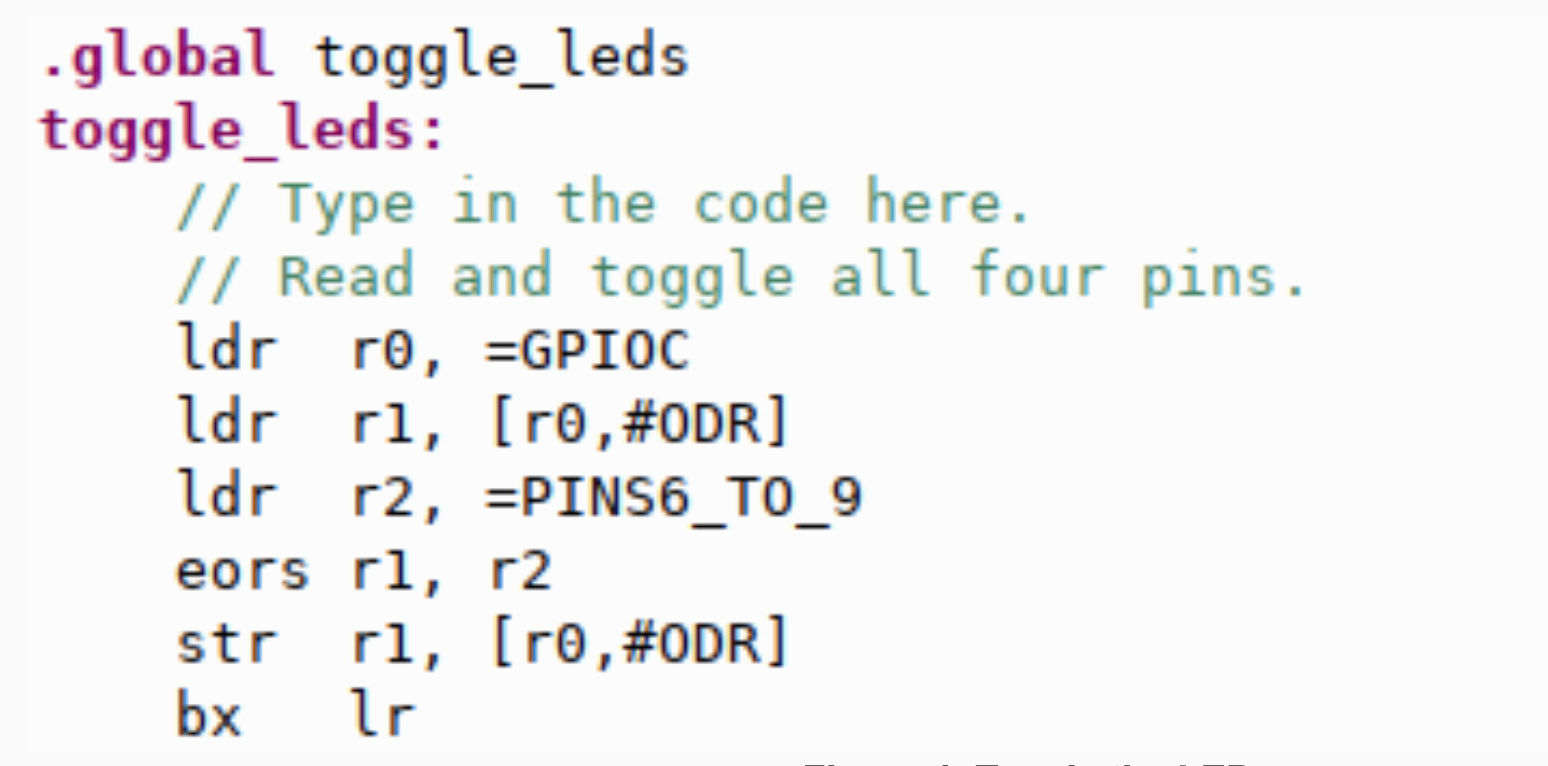 .global toggle_leds
toggle_leds:
    // Type in the code here.
    // Read and toggle all four pins.
    ldr  r0, =GPIOC
    ldr  r1, [r0,#ODR]
    ldr  r2, =PINS6_TO_9
    eors r1, r2
    str  r1, [r0,#ODR]
    bx   lr